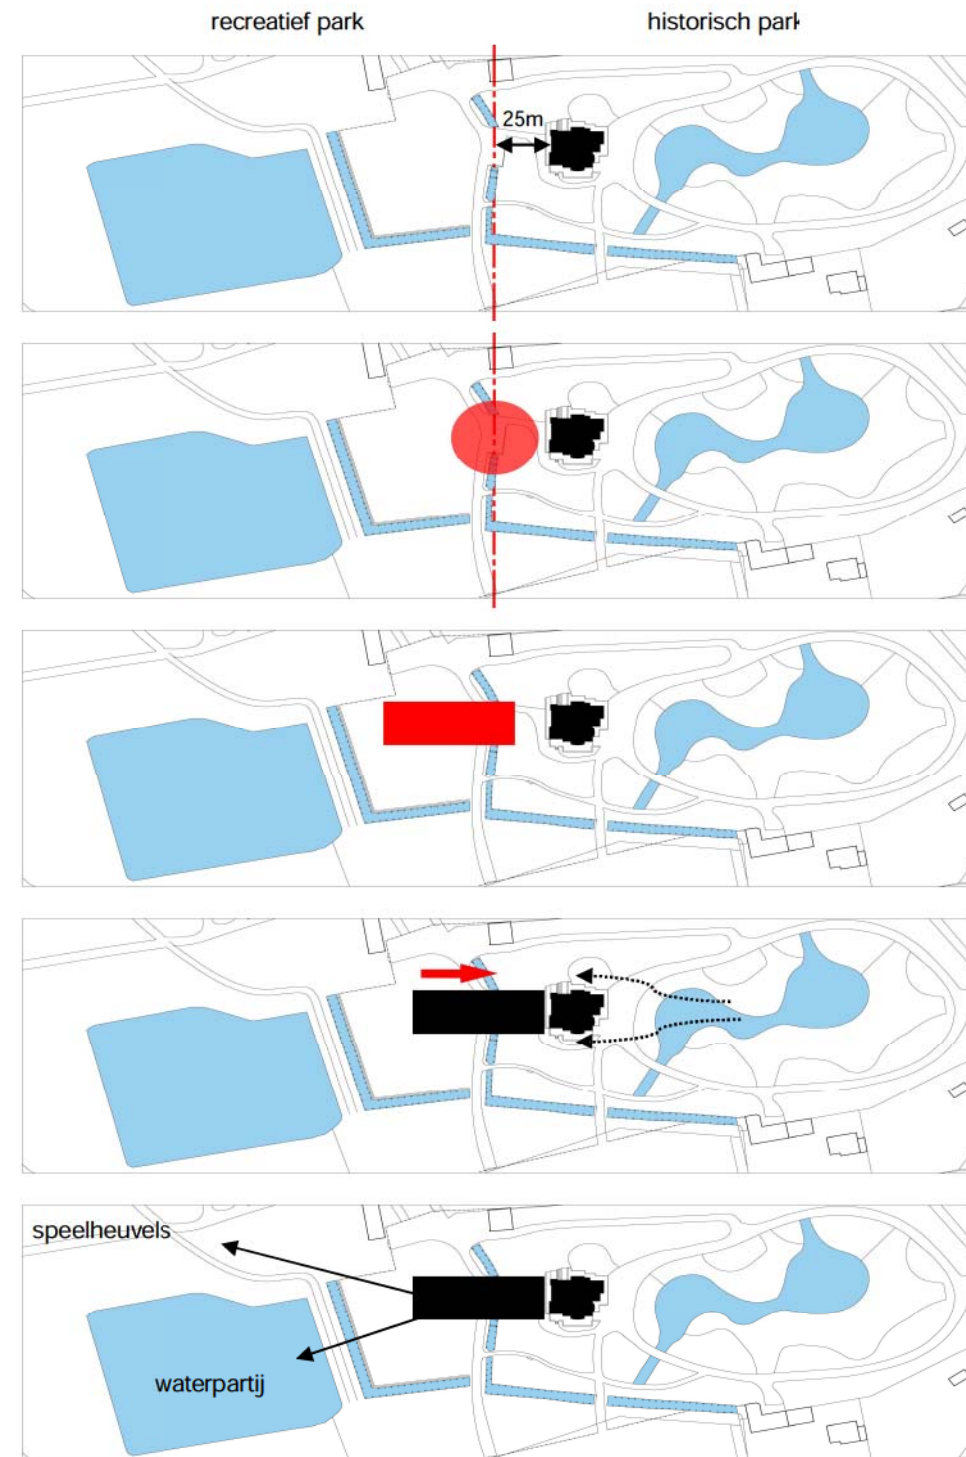 recreatief park
historisch park
25m
speelheuvels
waterpartij